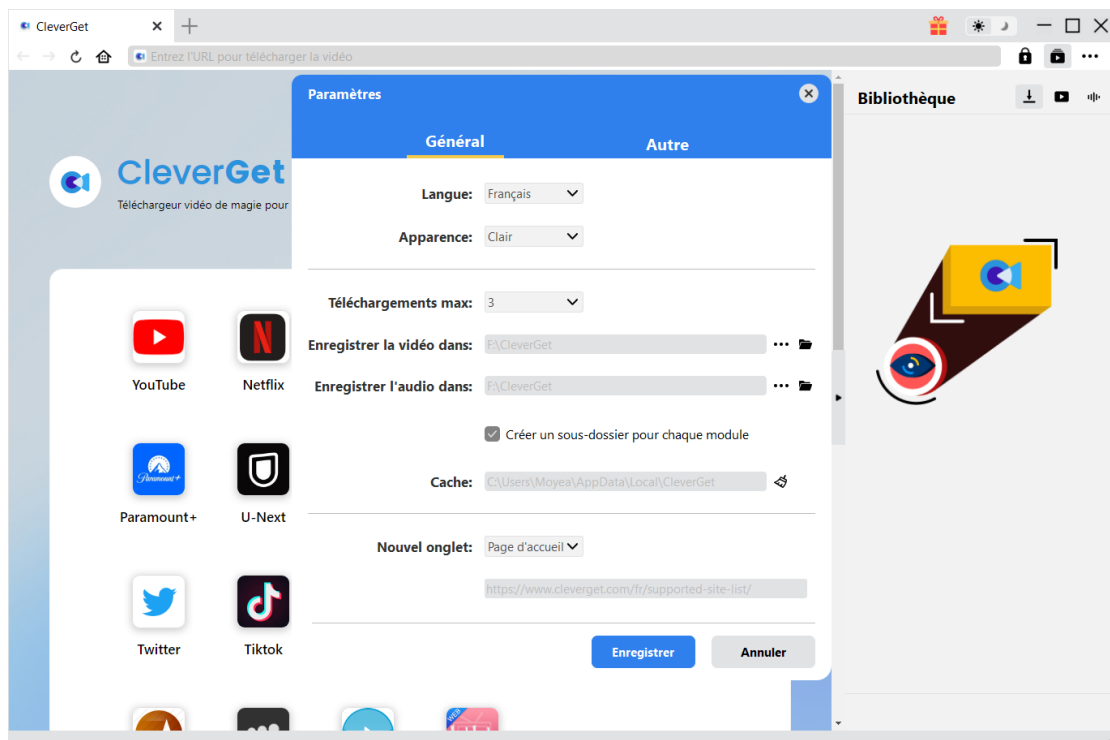 CleverGet
Entrez l'URL pour télécharger la vidéo
Paramètres
Général
Autre
Bibliothèque
CleverGet
Téléchargeur vidéo de magie pour
Langue: Français
Apparence: Clair
Téléchargements max: 3
Enregistrer la vidéo dans: F:\CleverGet
Enregistrer l'audio dans: F:\CleverGet
Créer un sous-dossier pour chaque module
Cache: C:\Users\Moyea\AppData\Local\CleverGet
Nouvel onglet: Page d'accueil
https://www.cleverget.com/fr/supported-site-list/
Enregistrer
Annuler
N
YouTube
Netflix
Paramount+
Paramount+
U-Next
Twitter
Tiktok
WEB